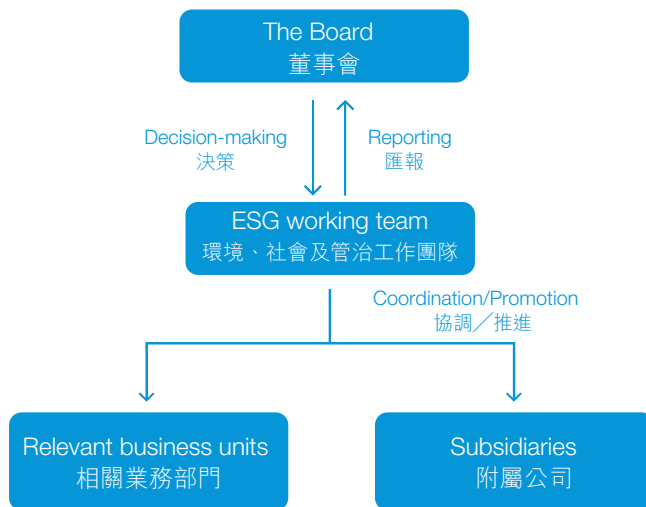 The Board
董事會
Decision-making
決策
Reporting
匯報
ESG working team
環境、社會及管治工作團隊
Coordination/Promotion
協調／推進
Relevant business units
相關業務部門
Subsidiaries
附屬公司